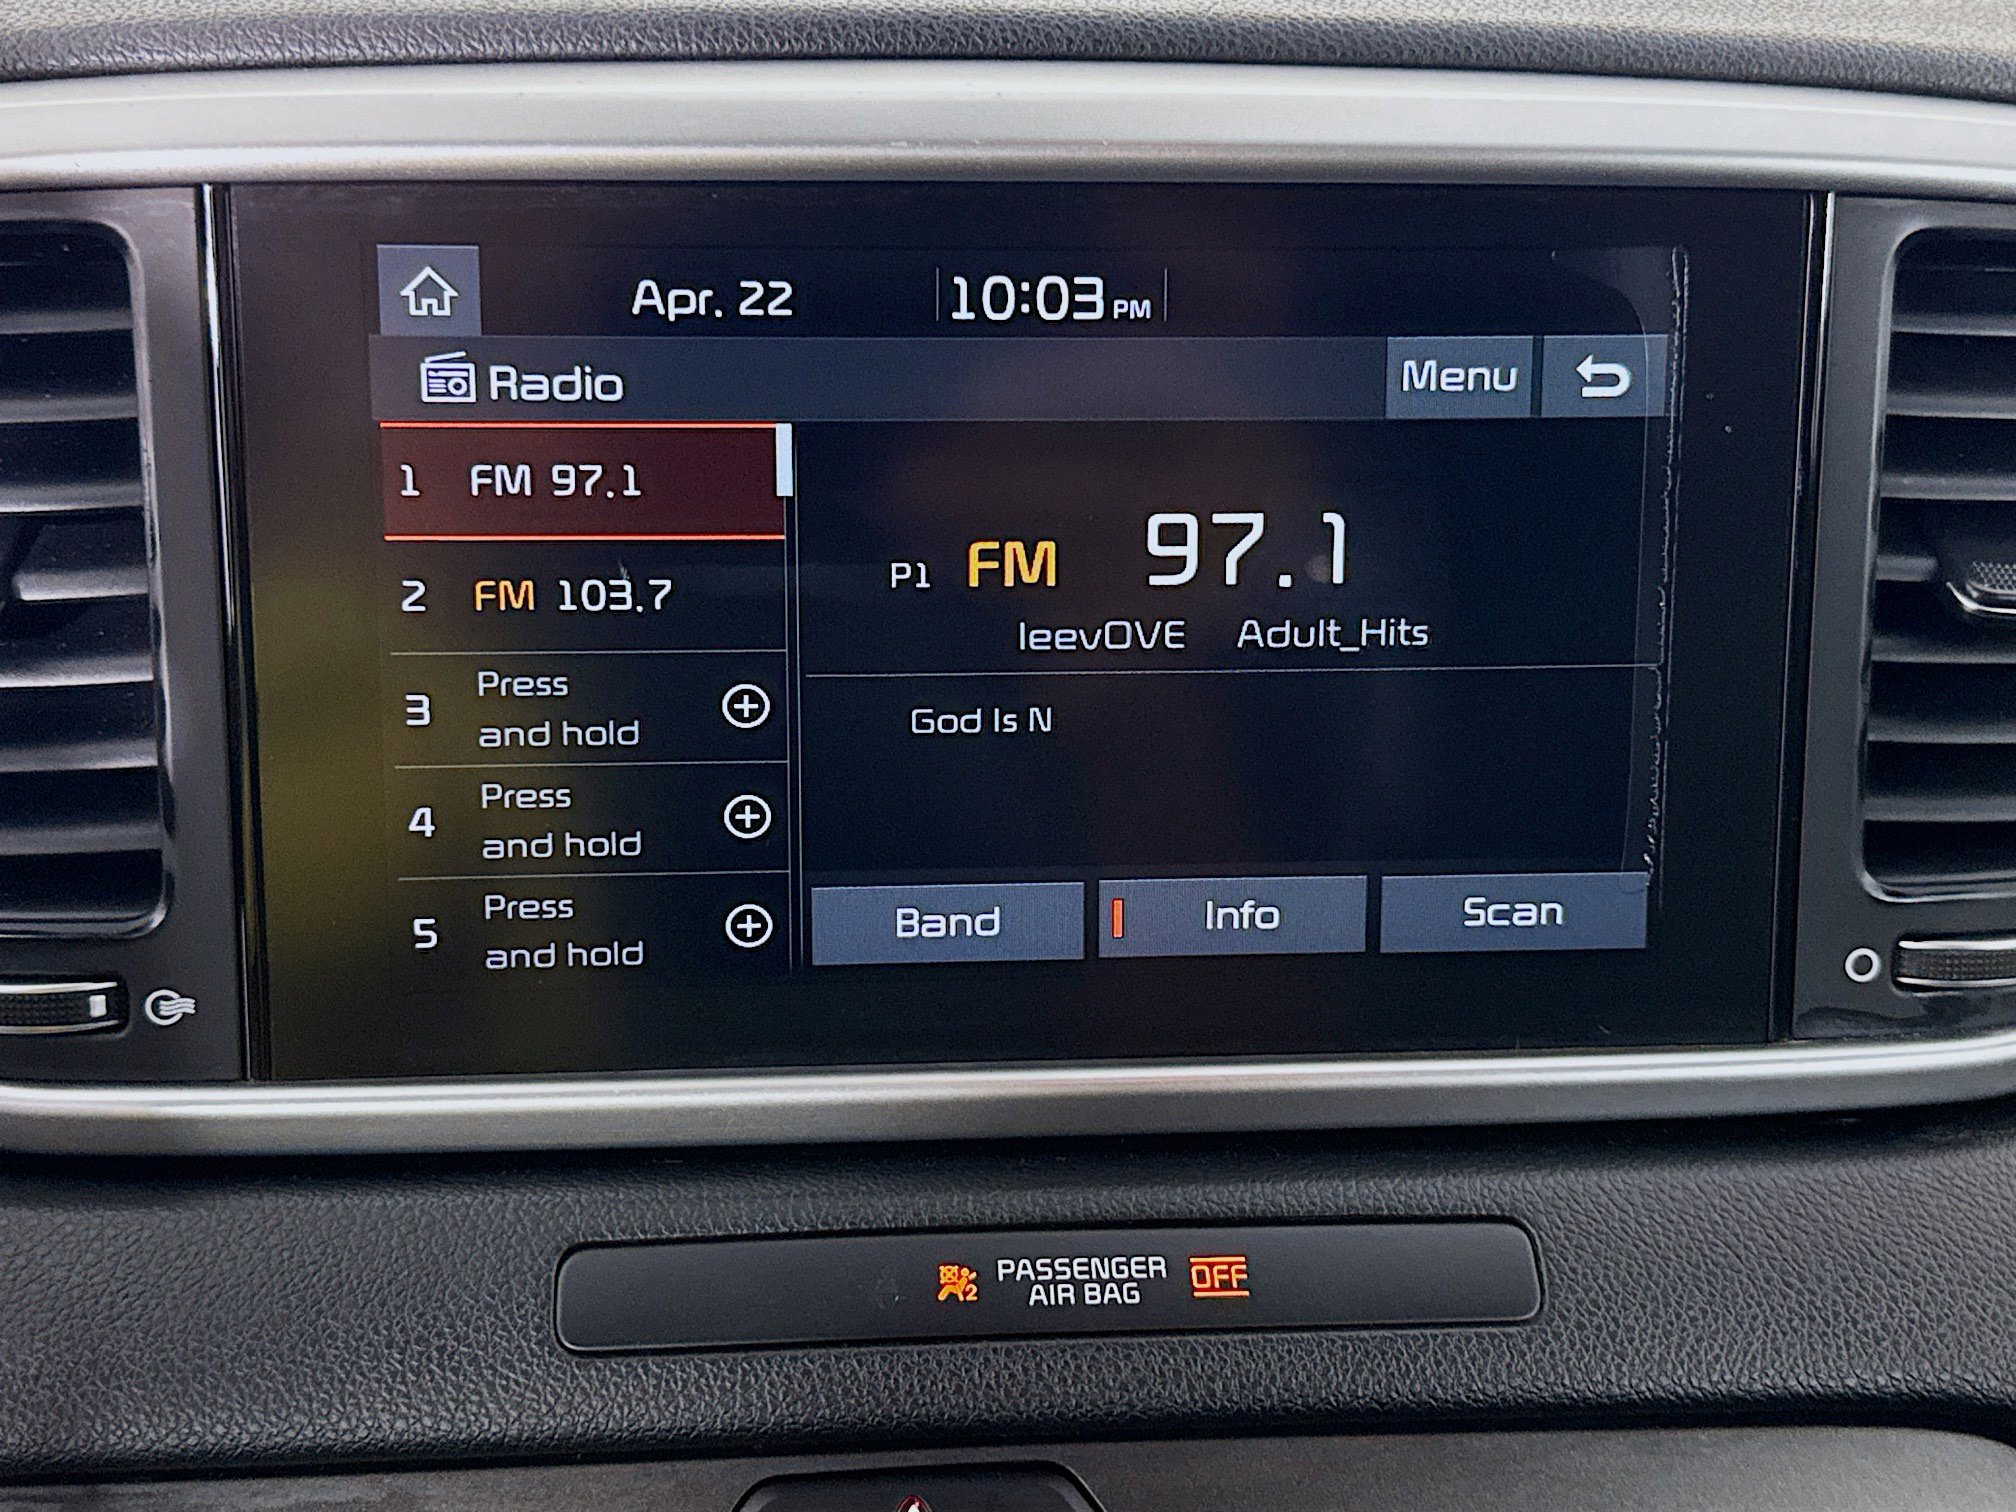 Apr. 22 10:03 PM
Radio Menu
1 FM 97.1
2 FM 103.7
3 Press
and hold
4 Press
and hold
5 Press
and hold
P1 FM 97.1
leevOVE Adult_Hits
God Is N
Band Info Scan
2 PASSENGER
AIR BAG OFF